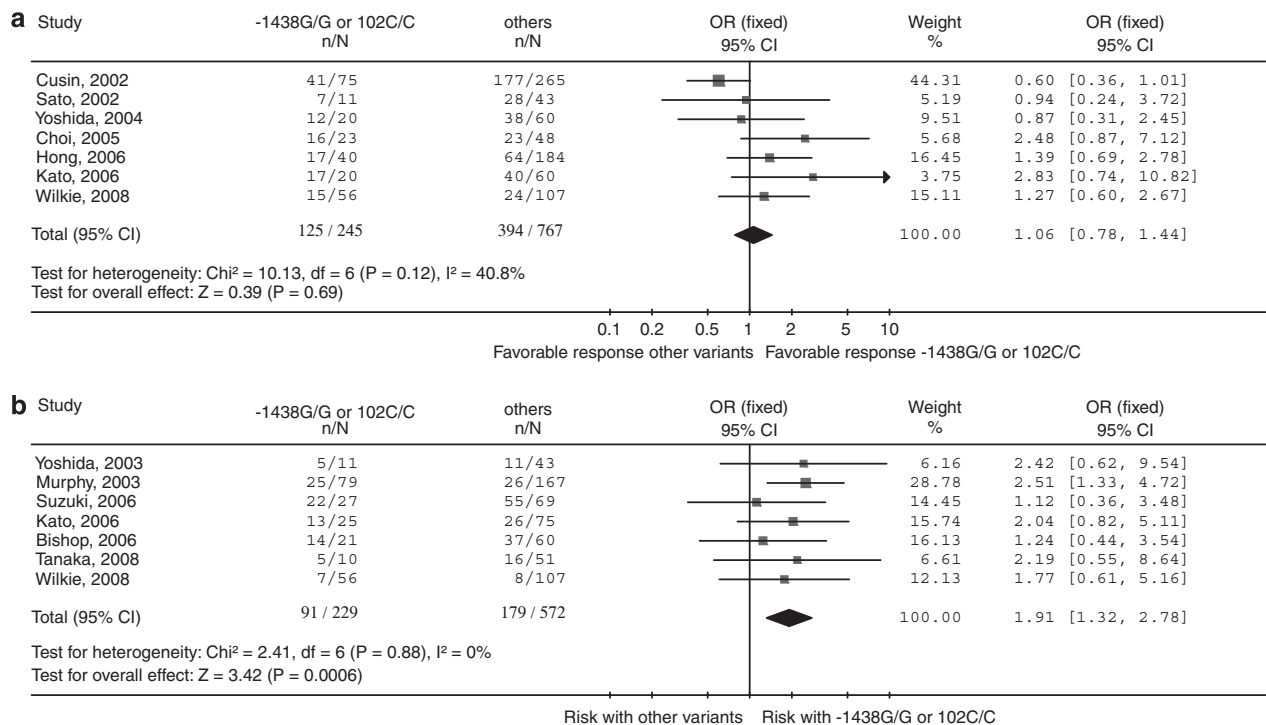 a Study -1438G/G or 102C/C others OR (fixed) Weight OR (fixed)
n/N n/N 95% CI % 95% CI
Cusin, 2002 41/75 177/265 44.31 0.60 [0.36, 1.01]
Sato, 2002 7/11 28/43 5.19 0.94 [0.24, 3.72]
Yoshida, 2004 12/20 38/60 9.51 0.87 [0.31, 2.45]
Choi, 2005 16/23 23/48 5.68 2.48 [0.87, 7.12]
Hong, 2006 17/40 64/184 16.45 1.39 [0.69, 2.78]
Kato, 2006 17/20 40/60 3.75 2.83 [0.74, 10.82]
Wilkie, 2008 15/56 24/107 15.11 1.27 [0.60, 2.67]
Total (95% CI) 125 / 245 394 / 767 100.00 1.06 [0.78, 1.44]
Test for heterogeneity: Chi² = 10.13, df = 6 (P = 0.12), I² = 40.8%
Test for overall effect: Z = 0.39 (P = 0.69)
0.1 0.2 0.5 1 2 5 10
Favorable response other variants Favorable response -1438G/G or 102C/C
b Study -1438G/G or 102C/C others OR (fixed) Weight OR (fixed)
n/N n/N 95% CI % 95% CI
Yoshida, 2003 5/11 11/43 6.16 2.42 [0.62, 9.54]
Murphy, 2003 25/79 26/167 28.78 2.51 [1.33, 4.72]
Suzuki, 2006 22/27 55/69 14.45 1.12 [0.36, 3.48]
Kato, 2006 13/25 26/75 15.74 2.04 [0.82, 5.11]
Bishop, 2006 14/21 37/60 16.13 1.24 [0.44, 3.54]
Tanaka, 2008 5/10 16/51 6.61 2.19 [0.55, 8.64]
Wilkie, 2008 7/56 8/107 12.13 1.77 [0.61, 5.16]
Total (95% CI) 91 / 229 179 / 572 100.00 1.91 [1.32, 2.78]
Test for heterogeneity: Chi² = 2.41, df = 6 (P = 0.88), I² = 0%
Test for overall effect: Z = 3.42 (P = 0.0006)
Risk with other variants Risk with -1438G/G or 102C/C